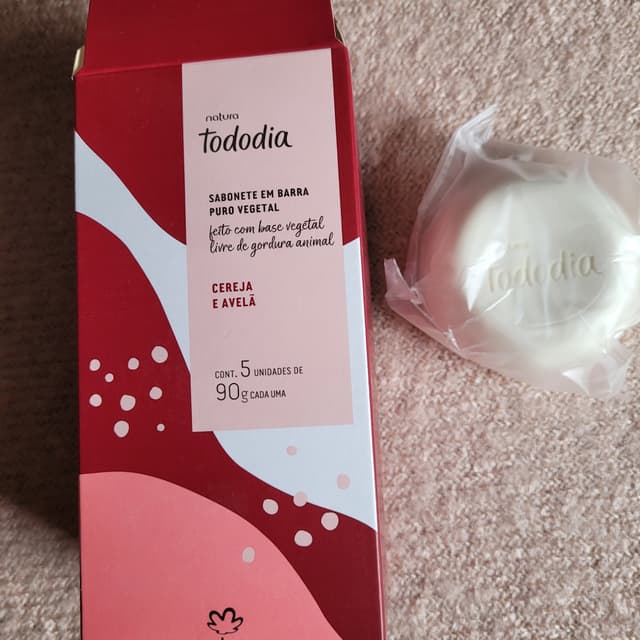 natura
Tododia
SABONETE EM BARRA
PURO VEGETAL
feito com base vegetal
livre de gordura animal
CEREJA
E AVELÃ
CONT. 5 UNIDADES DE
90g CADA UMA
Tododia